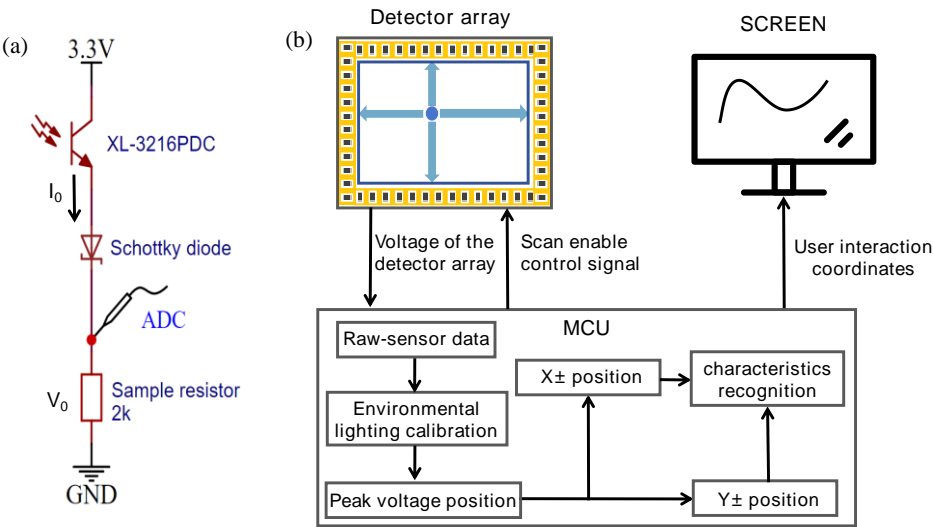 (a)
3.3V
XL-3216PDC
I0
Schottky diode
ADC
V0
Sample resistor
2k
GND
(b)
Detector array
SCREEN
Voltage of the
detector array
Scan enable
control signal
User interaction
coordinates
MCU
Raw-sensor data
Environmental
lighting calibration
Peak voltage position
X± position
characteristics
recognition
Y± position